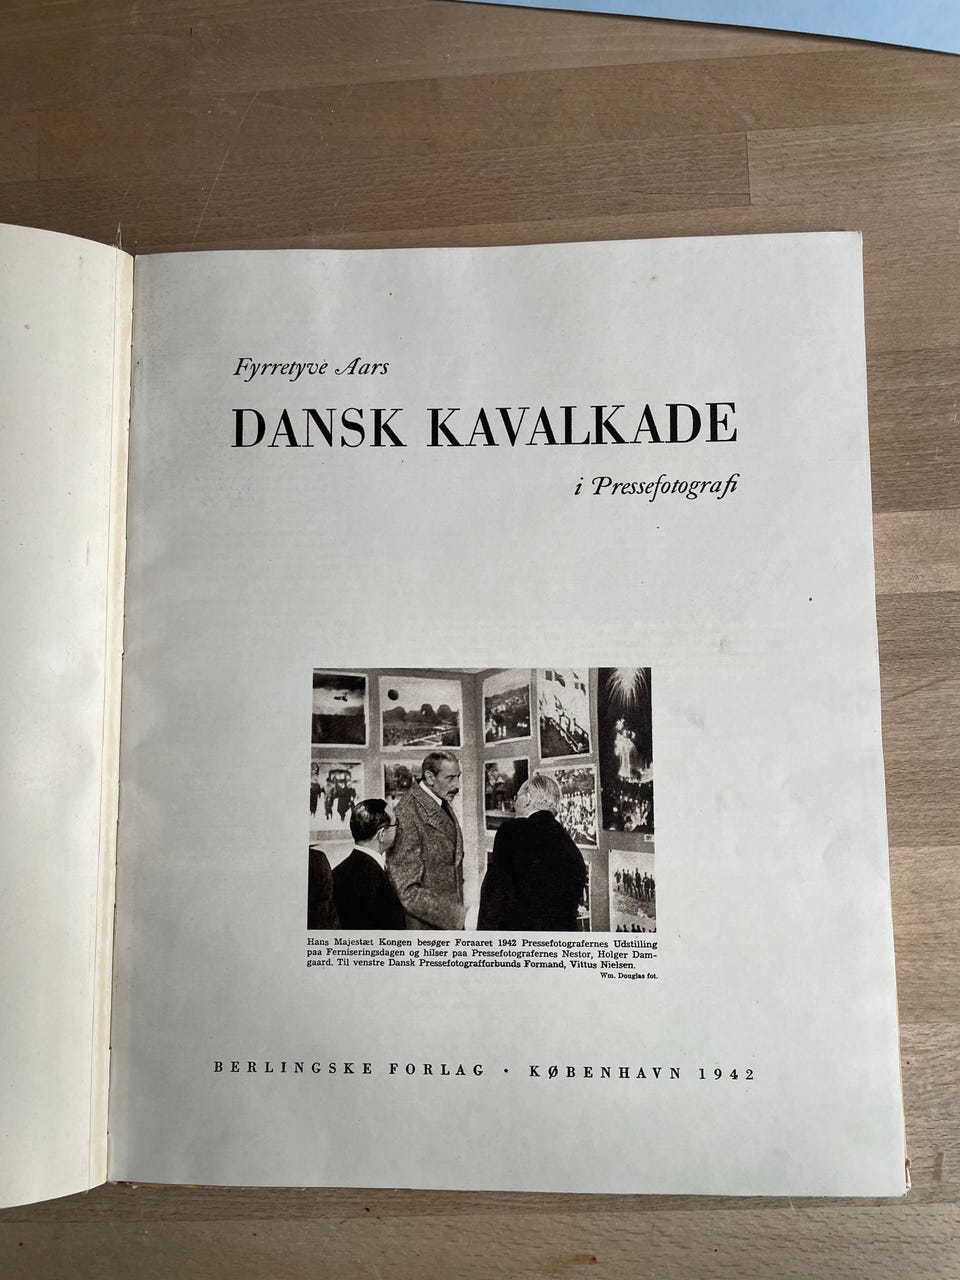 Fyrretyve Aars
DANSK KAVALKADE
i Pressefotografi
Hans Majestæt Kongen besøger Foraaret 1942 Pressefotografernes Udstilling
paa Ferniseringsdagen og hilser paa Pressefotografernes Nestor, Holger Dam-
gaard. Til venstre Dansk Pressefotografforbunds Formand, Vittus Nielsen.
Wm. Douglas fot.
BERLINGSKE FORLAG · KØBENHAVN 1942